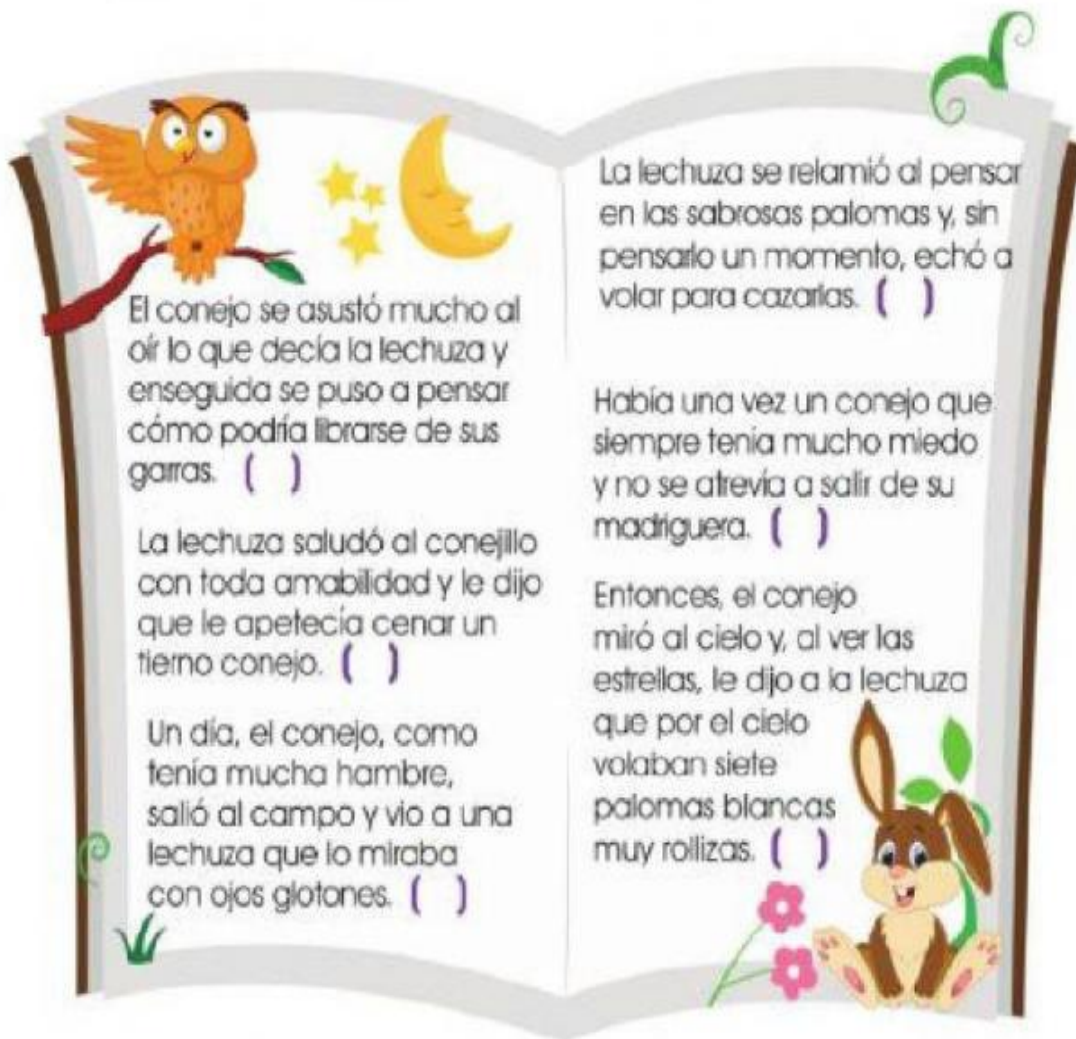 El conejo se asustó mucho al
oír lo que decía la lechuza y
enseguida se puso a pensar
cómo podría librarse de sus
garras. (   )
La lechuza saludó al conejillo
con toda amabilidad y le dijo
que le apetecía cenar un
tierno conejo. (   )
Un día, el conejo, como
tenía mucha hambre,
salió al campo y vio a una
lechuza que lo miraba
con ojos glotones. (   )
La lechuza se relamió al pensar
en las sabrosas palomas y, sin
pensarlo un momento, echó a
volar para cazarlas. (   )
Había una vez un conejo que
siempre tenía mucho miedo
y no se atrevía a salir de su
madriguera. (   )
Entonces, el conejo
miró al cielo y, al ver las
estrellas, le dijo a la lechuza
que por el cielo
volaban siete
palomas blancas
muy rollizas. (   )